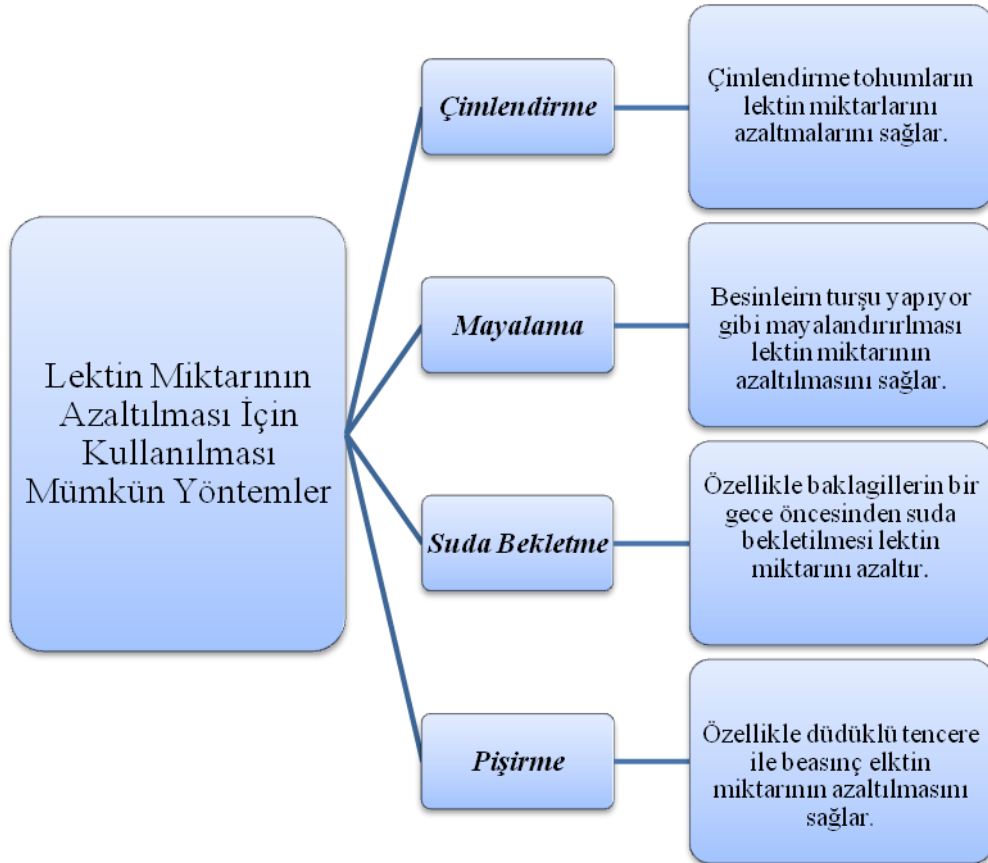 Lektin Miktarının
Azaltılması İçin
Kullanılması
Mümkün Yöntemler
Çimlendirme
Çimlendirme tohumların
lektin miktarlarını
azaltmalarını sağlar.
Mayalama
Besinleirn turşu yapıyor
gibi mayalandırırlması
lektin miktarının
azaltılmasını sağlar.
Suda Bekletme
Özellikle baklagillerin bir
gece öncesinden suda
bekletilmesi lektin
miktarını azaltır.
Pişirme
Özellikle düdüklü tencere
ile beasınç elktin
miktarının azaltılmasını
sağlar.